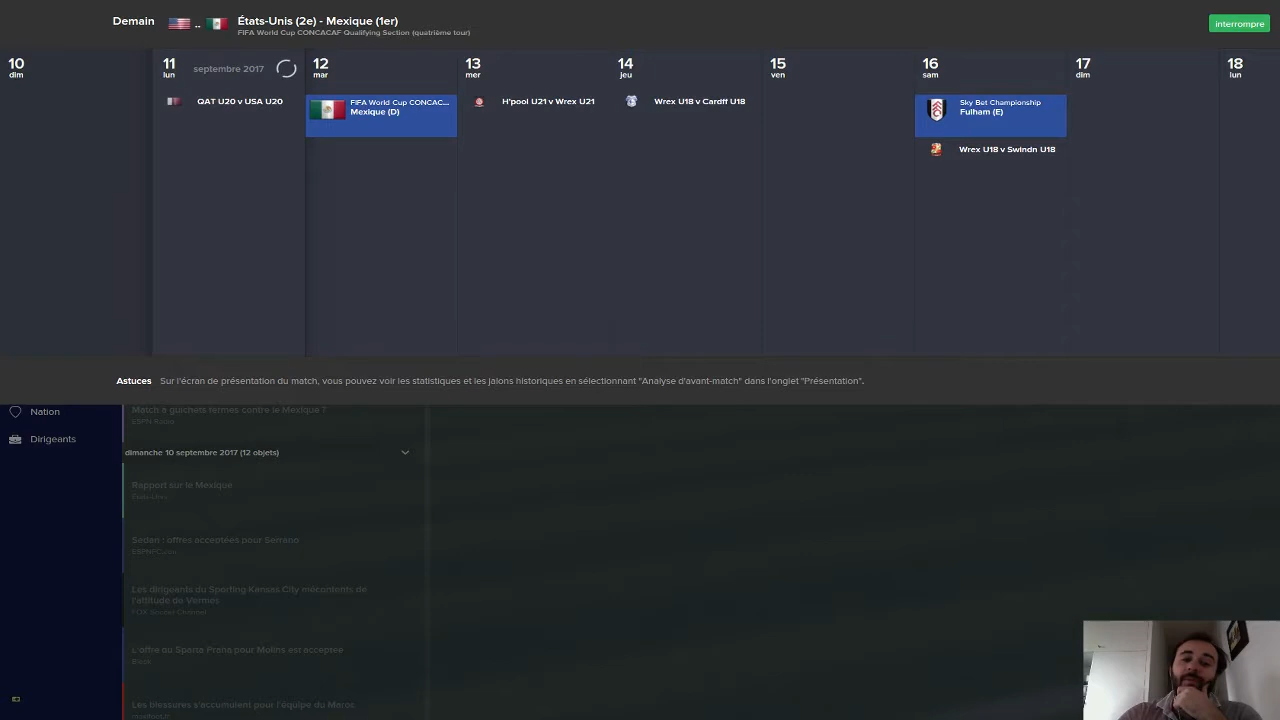 Demain
États-Unis (2e) - Mexique (1er)
FIFA World Cup CONCACAF Qualifying Section (quatrième tour)
interrompre
10
dim
11
lun
septembre 2017
12
mar
13
mer
14
jeu
15
ven
16
sam
17
dim
18
lun
QAT U20 v USA U20
FIFA World Cup CONCAC...
Mexique (D)
H'pool U21 v Wrex U21
Wrex U18 v Cardff U18
Sky Bet Championship
Fulham (E)
Wrex U18 v Swindn U18
Astuces
Sur l'écran de présentation du match, vous pouvez voir les statistiques et les jalons historiques en sélectionnant "Analyse d'avant-match" dans l'onglet "Présentation".
Nation
Dirigeants
Match à guichets fermés contre le Mexique ?
ESPN Radio
dimanche 10 septembre 2017 (12 objets)
Rapport sur le Mexique
États-Unis
Sedan : offres acceptées pour Serrano
Les dirigeants du Sporting Kansas City mécontents de
l'attitude de Vermes
FOX Soccer Channel
L'offre du Sparta Praha pour Molins est acceptée
Les blessures s'accumulent pour l'équipe du Maroc